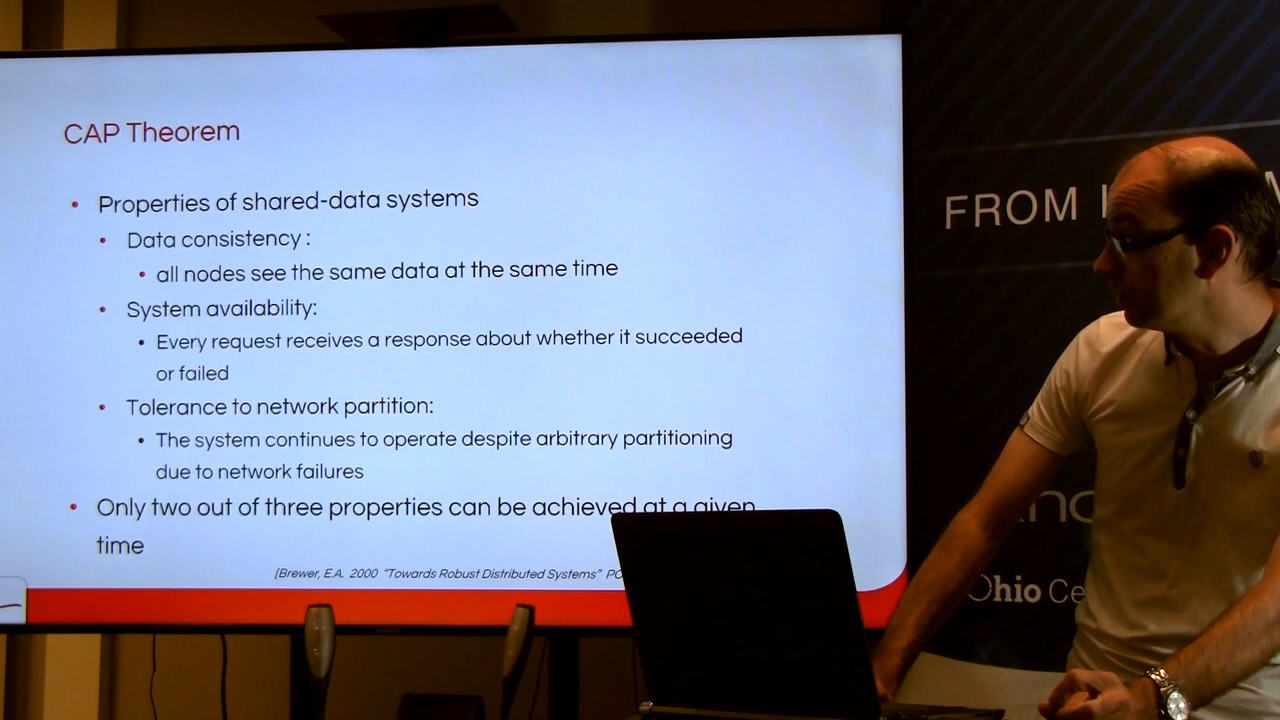 CAP Theorem
Properties of shared-data systems
Data consistency :
all nodes see the same data at the same time
System availability:
Every request receives a response about whether it succeeded
or failed
Tolerance to network partition:
The system continues to operate despite arbitrary partitioning
due to network failures
Only two out of three properties can be achieved at a given
time
[Brewer, E.A. 2000 "Towards Robust Distributed Systems"
FROM
Ohio